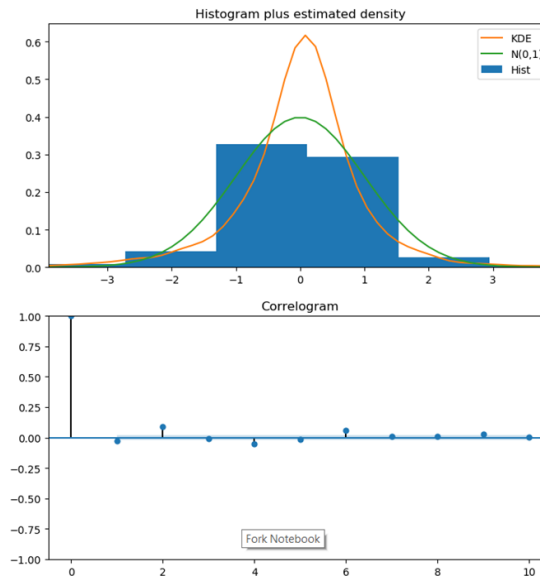 Histogram plus estimated density
0.6
0.5
0.4
0.3
0.2
0.1
0.0
KDE
N(0,1)
Hist
−3 −2 −1 0 1 2 3
Correlogram
1.00
0.75
0.50
0.25
0.00
−0.25
−0.50
−0.75
−1.00
Fork Notebook
0 2 4 6 8 10